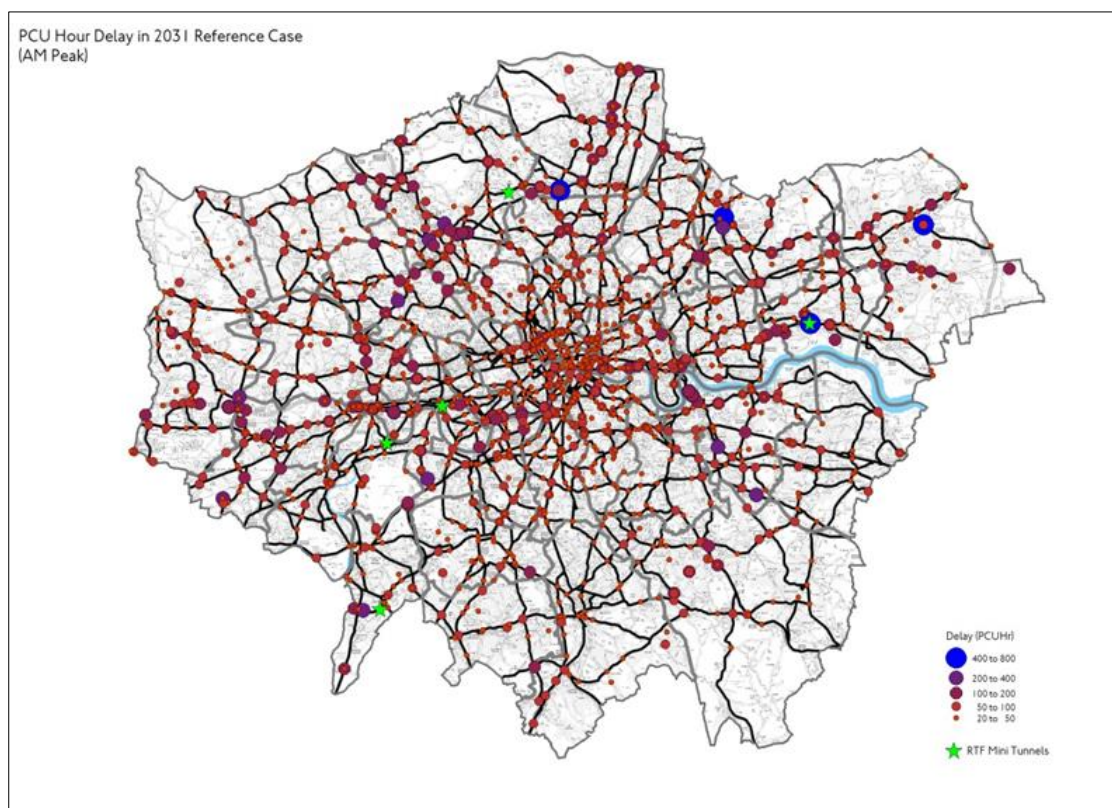 PCU Hour Delay in 2031 Reference Case
(AM Peak)
Delay (PCUHr)
400 to 800
200 to 400
100 to 200
50 to 100
20 to 50
RTF Mini Tunnels